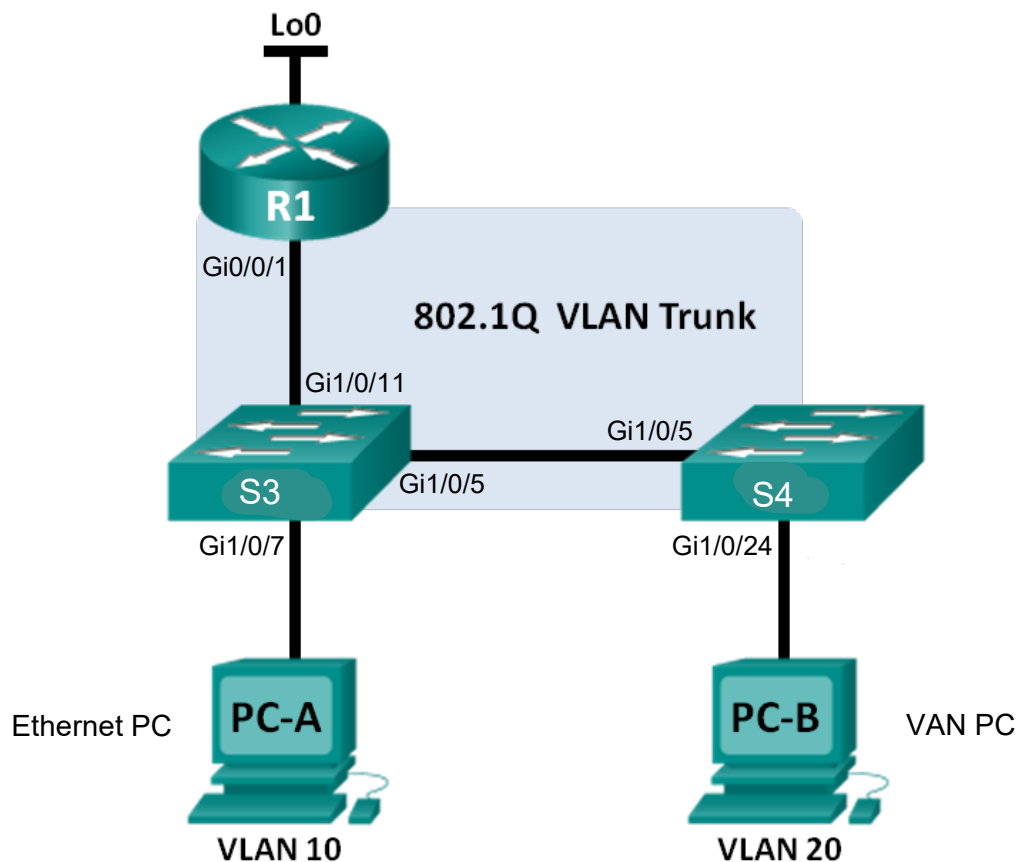 Lo0
R1
Gi0/0/1
802.1Q VLAN Trunk
Gi1/0/11
Gi1/0/5
S3
Gi1/0/5
S4
Gi1/0/7
Gi1/0/24
Ethernet PC
PC-A
PC-B
VAN PC
VLAN 10
VLAN 20